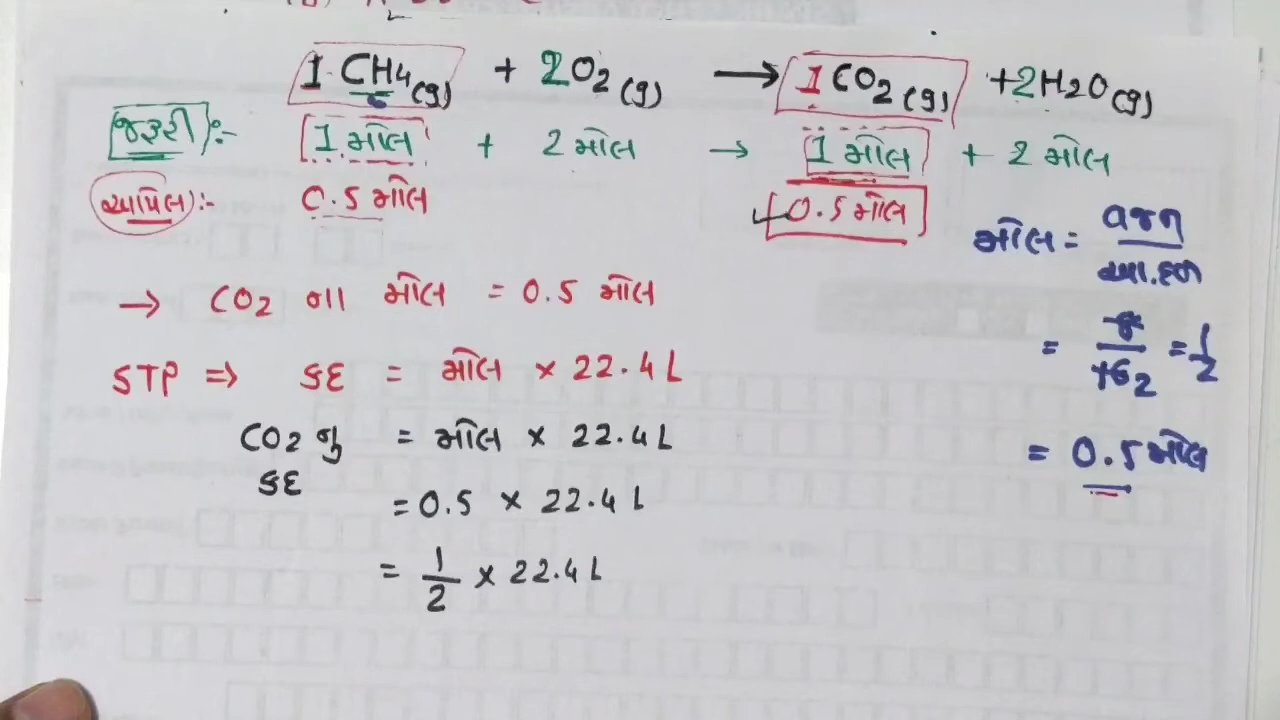 1 CH4(g) + 2O2(g) → 1CO2(g) + 2H2O(g)
જરૂરી:- 1 મોલ + 2 મોલ → 1 મોલ + 2 મોલ
આપેલ:- 0.5 મોલ 0.5 મોલ
→ CO2 ના મોલ = 0.5 મોલ
STP ⇒ કદ = મોલ × 22.4 L
CO2 નુ કદ = મોલ × 22.4 L
= 0.5 × 22.4 L
= 1/2 × 22.4 L
મોલ = વજન / આ.દળ
= 8 / 16 2 = 1/2
= 0.5 મોલ